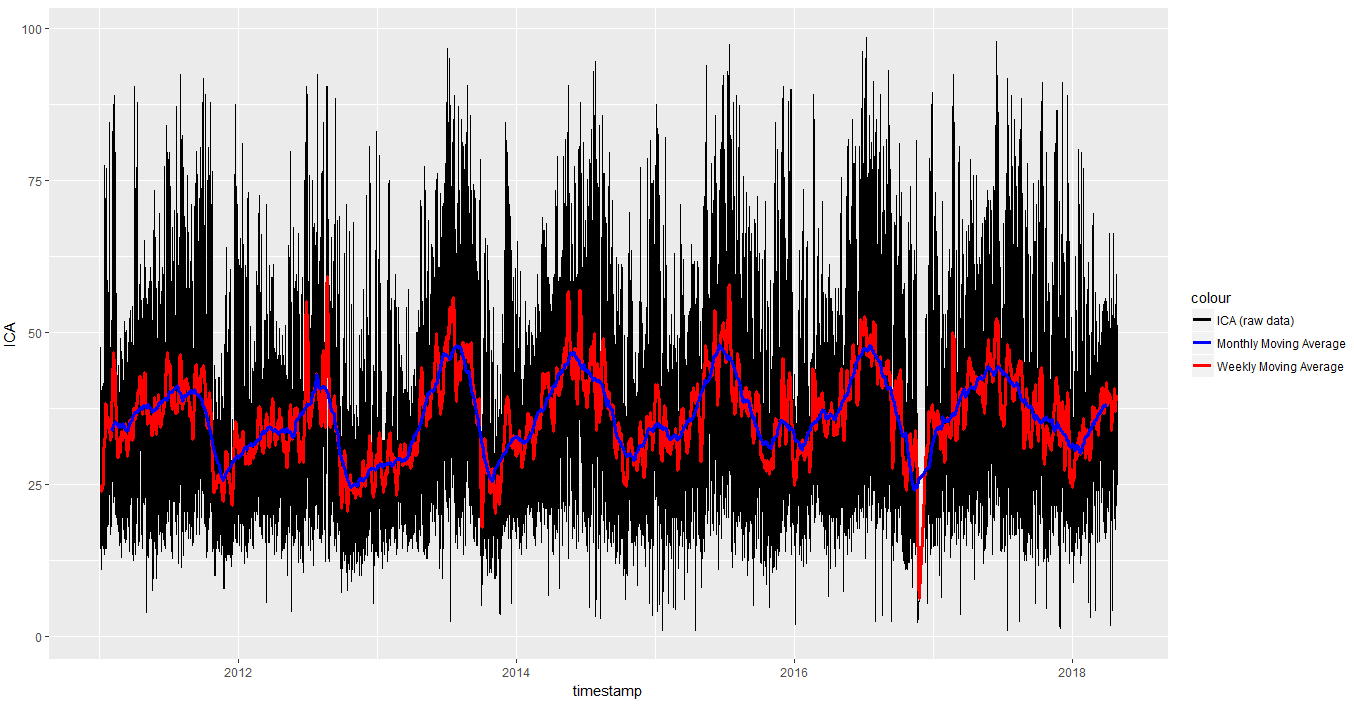 100
75
50
25
0
ICA
2012
2014
2016
2018
timestamp
colour
ICA (raw data)
Monthly Moving Average
Weekly Moving Average